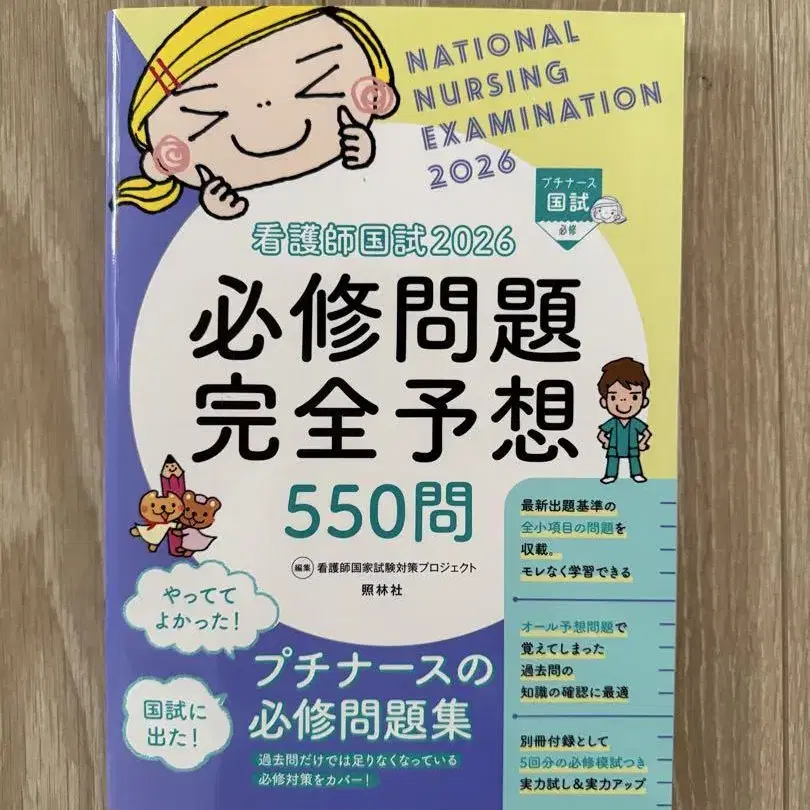 NATIONAL
NURSING
EXAMINATION
2026
プチナース
国試
必修
看護師国試2026
必修問題
完全予想
550問
編集 看護師国家試験対策プロジェクト
照林社
やってて
よかった!
国試に
出た!
プチナースの
必修問題集
過去問だけでは足りなくなっている
必修対策をカバー!
最新出題基準の
全小項目の問題を
収載。
モレなく学習できる
オール予想問題で
覚えてしまった
過去問の
知識の確認に最適
別冊付録として
5回分の必修模試つき
実力試し&実力アップ